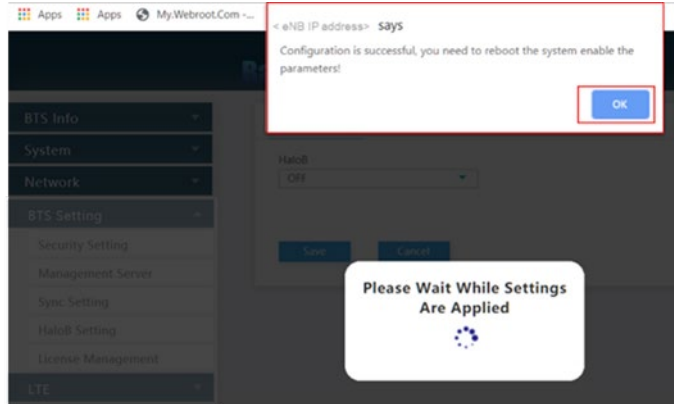 Apps Apps My.Webroot.Com -...
< eNB IP address> says
Configuration is successful, you need to reboot the system enable the
parameters!
OK
BTS Info
System
Network
BTS Setting
Security Setting
Management Server
Sync Setting
HaloB Setting
License Management
LTE
HaloB
OFF
Save Cancel
Please Wait While Settings
Are Applied